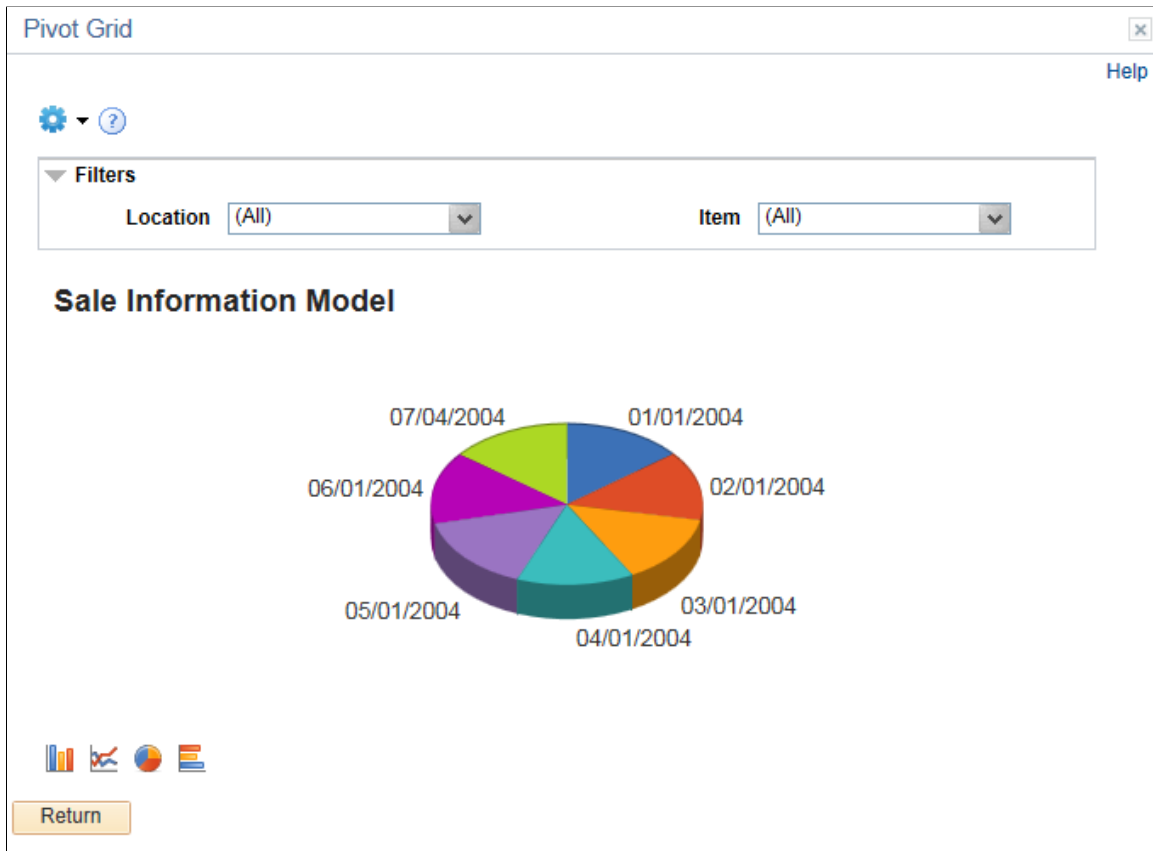 Pivot Grid
Help
Filters
Location (All) Item (All)
Sale Information Model
07/04/2004 01/01/2004
06/01/2004 02/01/2004
05/01/2004 03/01/2004
04/01/2004
Return